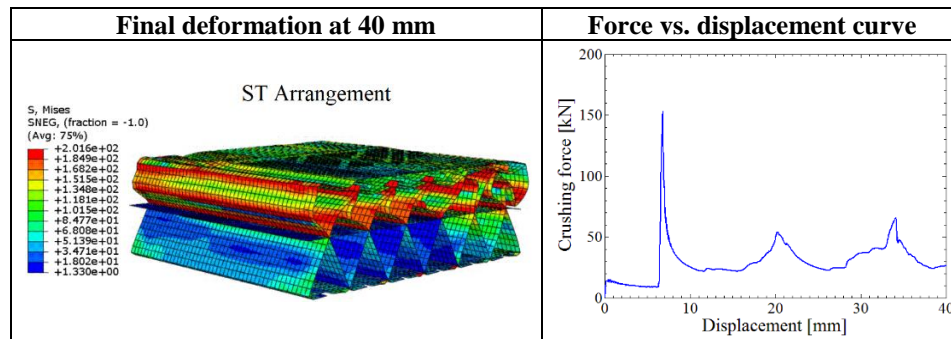 Final deformation at 40 mm
Force vs. displacement curve
ST Arrangement
S, Mises
SNEG, (fraction = -1.0)
(Avg: 75%)
+2.016e+02
+1.849e+02
+1.682e+02
+1.515e+02
+1.348e+02
+1.181e+02
+1.015e+02
+8.477e+01
+6.808e+01
+5.139e+01
+3.471e+01
+1.802e+01
+1.330e+00
Crushing force [kN]
200
150
100
50
0
0
10
20
30
40
Displacement [mm]